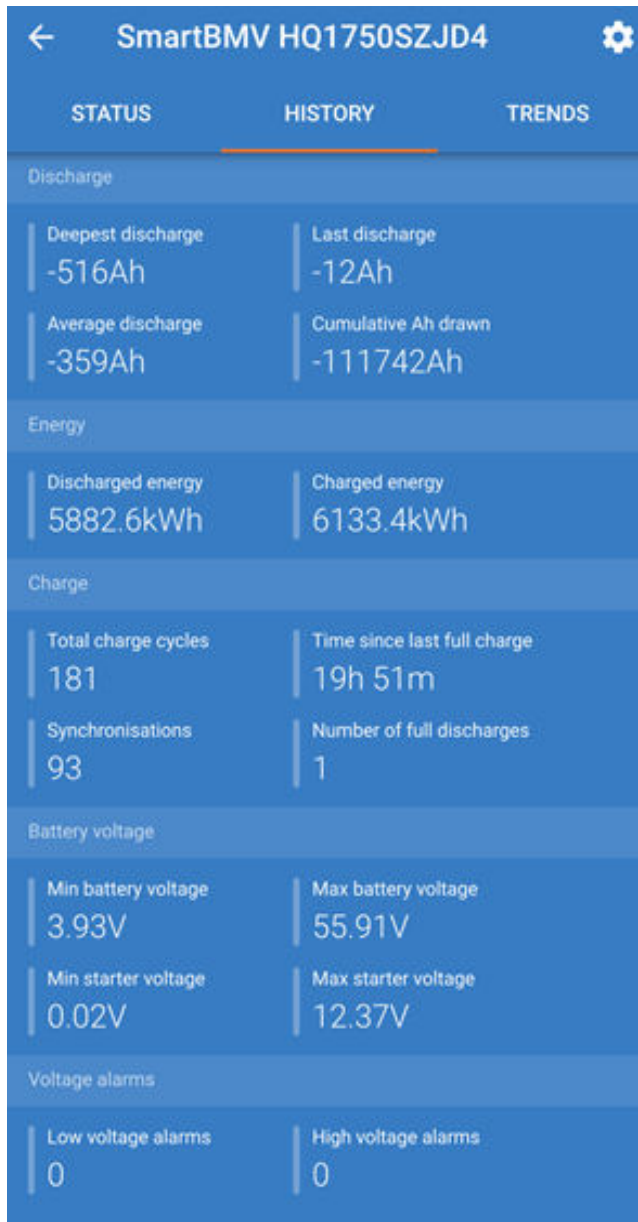 SmartBMV HQ1750SZJD4
STATUS HISTORY TRENDS
Discharge
Deepest discharge Last discharge
-516Ah -12Ah
Average discharge Cumulative Ah drawn
-359Ah -111742Ah
Energy
Discharged energy Charged energy
5882.6kWh 6133.4kWh
Charge
Total charge cycles Time since last full charge
181 19h 51m
Synchronisations Number of full discharges
93 1
Battery voltage
Min battery voltage Max battery voltage
3.93V 55.91V
Min starter voltage Max starter voltage
0.02V 12.37V
Voltage alarms
Low voltage alarms High voltage alarms
0 0